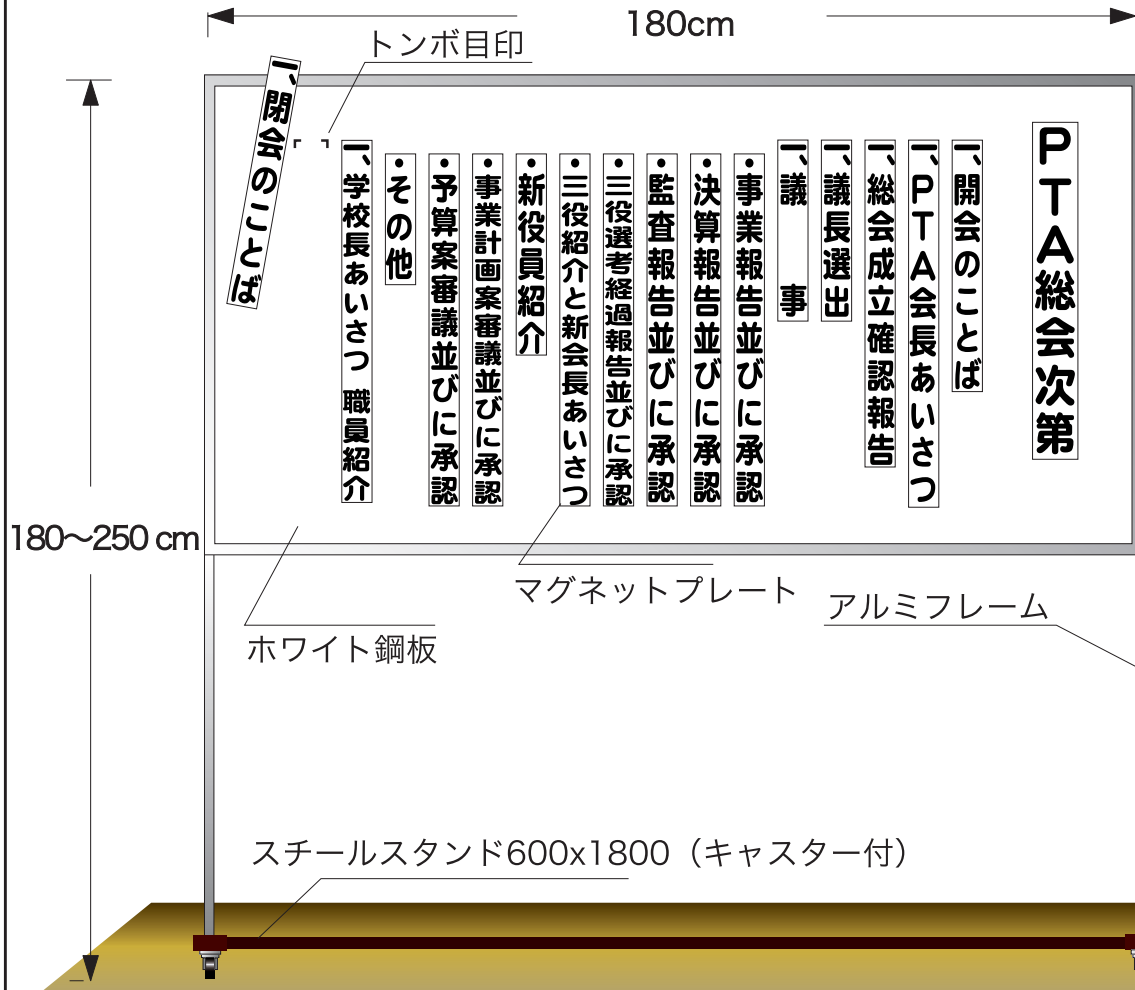 180cm
トンボ目印
PTA総会次第
一、開会のことば
一、PTA会長あいさつ
一、総会成立確認報告
一、議長選出
一、議　　事
・事業報告並びに承認
・決算報告並びに承認
・監査報告並びに承認
・三役選考経過報告並びに承認
・三役紹介と新会長あいさつ
・新役員紹介
・事業計画案審議並びに承認
・予算案審議並びに承認
・その他
一、学校長あいさつ 職員紹介
一、閉会のことば
180〜250 cm
マグネットプレート
アルミフレーム
ホワイト鋼板
スチールスタンド600x1800（キャスター付）